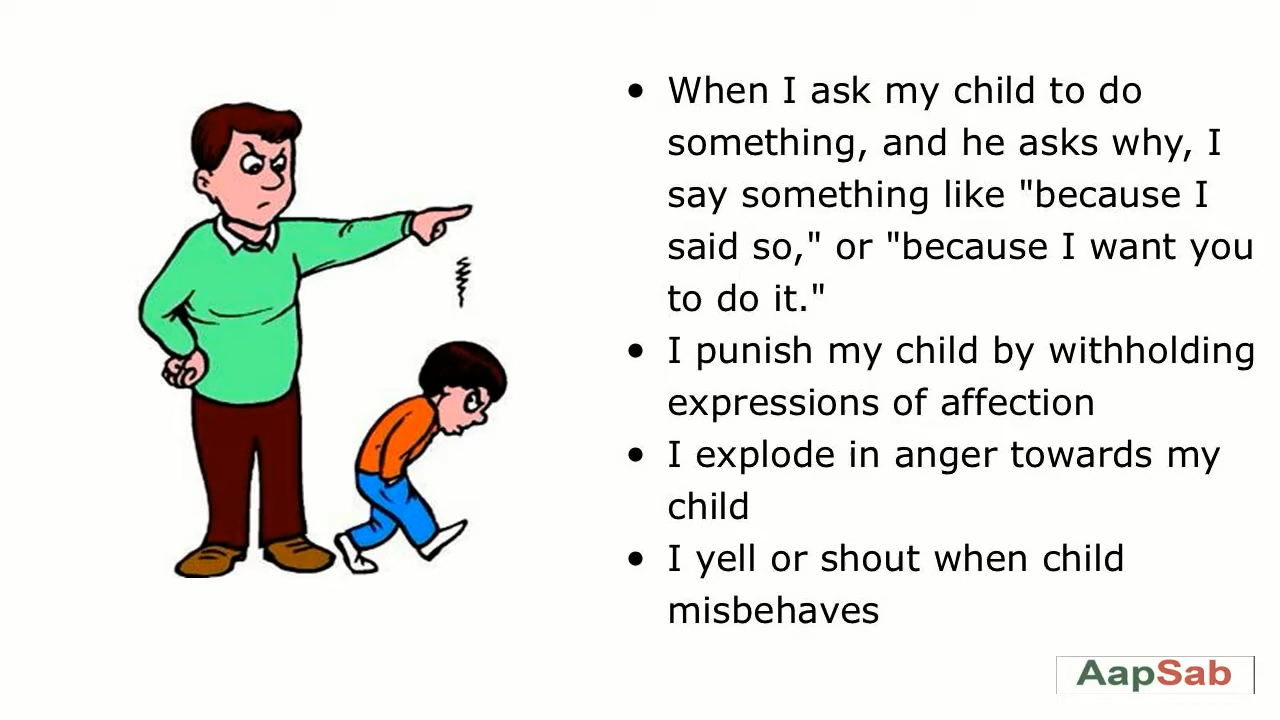 • When I ask my child to do
something, and he asks why, I
say something like "because I
said so," or "because I want you
to do it."
• I punish my child by withholding
expressions of affection
• I explode in anger towards my
child
• I yell or shout when child
misbehaves
AapSab